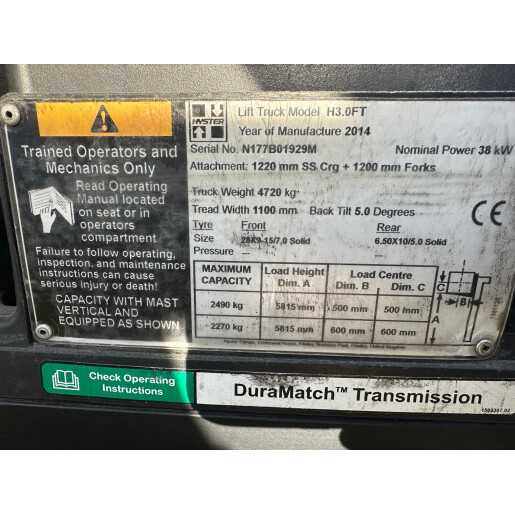 Trained Operators and
Mechanics Only
Read Operating
Manual located
on seat or in
operators
compartment
Failure to follow operating,
inspection, and maintenance
instructions can cause
serious injury or death!
CAPACITY WITH MAST
VERTICAL AND
EQUIPPED AS SHOWN
HYSTER
Lift Truck Model H3.0FT
Year of Manufacture 2014
Serial No. N177B01929M Nominal Power 38 kW
Attachment: 1220 mm SS Crg + 1200 mm Forks
Truck Weight 4720 kg
Tread Width 1100 mm Back Tilt 5.0 Degrees
Tyre Front Rear
Size 28X9-15/7.0 Solid 6.50X10/5.0 Solid
Pressure — —
CE
MAXIMUM CAPACITY Load Height Dim. A Load Centre Dim. B Dim. C
2490 kg 5815 mm 500 mm 500 mm
2270 kg 5815 mm 600 mm 600 mm
C
B
A
Check Operating
Instructions
DuraMatch™ Transmission